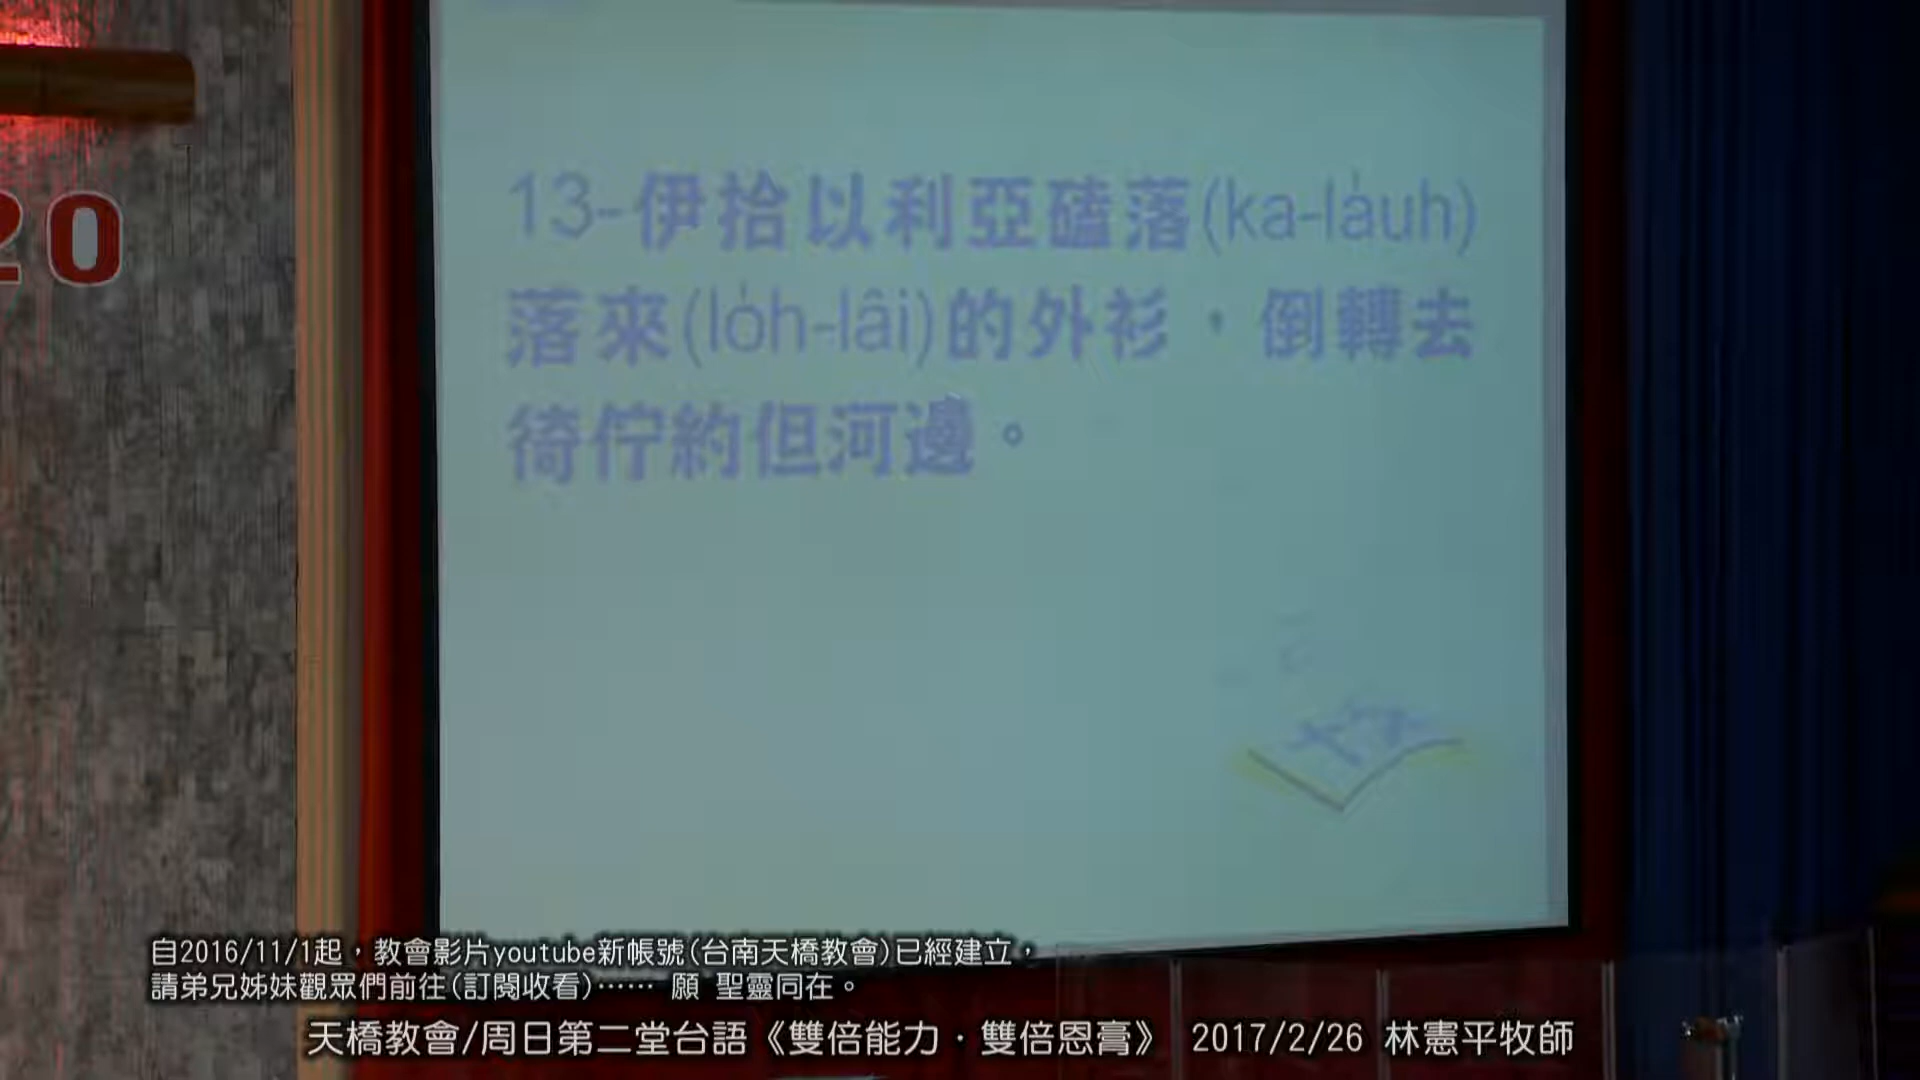 20
13-伊拾以利亞磕落(ka-la̍uh)
落來(lo̍h-lâi)的外衫,倒轉去
徛佇約但河邊。
自2016/11/1起,教會影片youtube新帳號(台南天橋教會)已經建立,
請弟兄姊妹觀眾們前往(訂閱收看)…… 願 聖靈同在。
天橋教會/周日第二堂台語《雙倍能力.雙倍恩膏》 2017/2/26 林憲平牧師